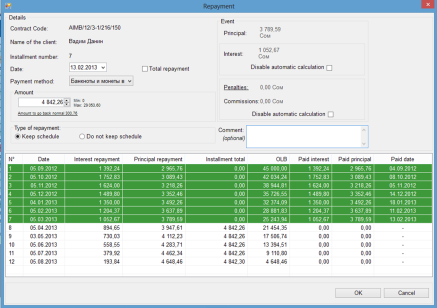 Repayment
Details
Contract Code: AIMB/12/3-1/216/150
Name of the client: Вадим Данин
Installment number: 7
Date: 13.02.2013 Total repayment
Payment method: Банкноты и монеты в
Amount
4 842,26 Min: 0
Amount to go back normal
Type of repayment:
Keep schedule Do not keep schedule
Event
Principal: 3 789,59
Сом
Interest: 1 052,67
Сом
Disable automatic calculation
Penalties: 0,00 Сом
Commissions: 0,00 Сом
Disable automatic calculation
Comment:
(optional)
N° Date Interest repayment Principal repayment Installment total OLB Paid interest Paid principal Paid date
1 05.09.2012 1 392,24 2 965,76 0,00 45 000,00 1 392,24 2 965,76 04.09.2012
2 05.10.2012 1 752,83 3 089,43 0,00 42 034,24 1 752,83 3 089,43 08.10.2012
3 05.11.2012 1 624,00 3 218,26 0,00 38 944,81 1 624,00 3 218,26 05.11.2012
4 05.12.2012 1 489,80 3 352,46 0,00 35 726,55 1 489,80 3 352,46 14.12.2012
5 04.01.2013 1 350,00 3 492,26 0,00 32 374,09 1 350,00 3 492,26 10.01.2013
6 05.02.2013 1 204,37 3 637,89 0,00 28 881,83 1 204,37 3 637,89 11.02.2013
7 05.03.2013 1 052,67 3 789,59 0,00 25 243,94 1 052,67 3 789,59 13.02.2013
8 05.04.2013 894,65 3 947,61 4 842,26 21 454,35 0,00 0,00 -
9 05.05.2013 730,03 4 112,23 4 842,26 17 506,74 0,00 0,00 -
10 05.06.2013 558,55 4 283,71 4 842,26 13 394,51 0,00 0,00 -
11 05.07.2013 379,92 4 462,34 4 842,26 9 110,80 0,00 0,00 -
12 05.08.2013 193,84 4 648,46 4 842,26 4 648,46 0,00 0,00 -
OK Cancel